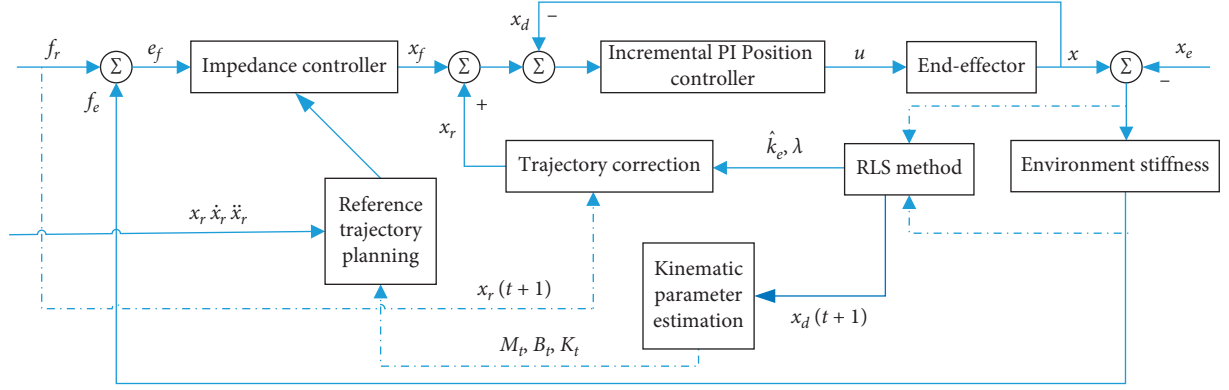 x_d
−
f_r
Σ
e_f
Impedance controller
x_f
Σ
Σ
Incremental PI Position
controller
u
End-effector
x
Σ
x_e
−
f_e
+
x_r
Trajectory correction
k̂_e, λ
RLS method
Environment stiffness
x_r ẋ_r ẍ_r
Reference
trajectory
planning
x_r (t + 1)
Kinematic
parameter
estimation
x_d (t + 1)
M_t, B_t, K_t